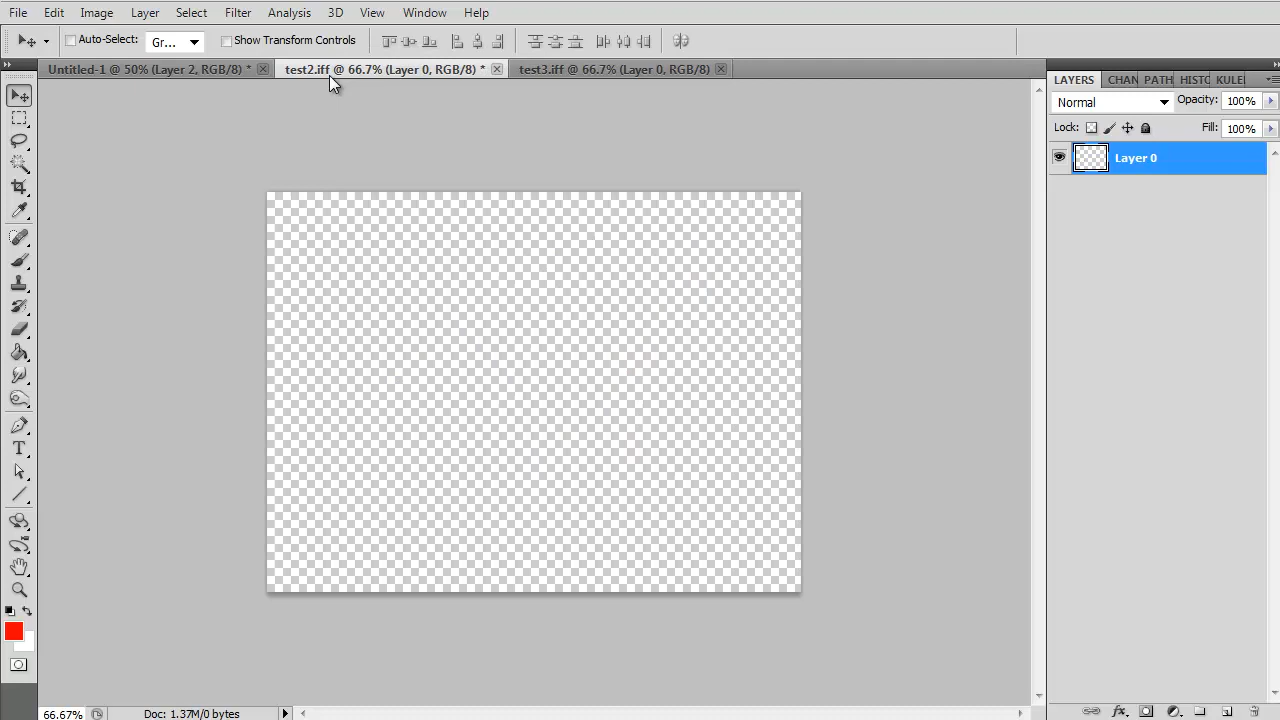 File Edit Image Layer Select Filter Analysis 3D View Window Help
Auto-Select: Gr... Show Transform Controls
Untitled-1 @ 50% (Layer 2, RGB/8) * test2.iff @ 66.7% (Layer 0, RGB/8) * test3.iff @ 66.7% (Layer 0, RGB/8)
LAYERS CHAN PATH HISTO KULE
Normal Opacity: 100%
Lock: Fill: 100%
Layer 0
T
66.67% Doc: 1.37M/0 bytes
fx